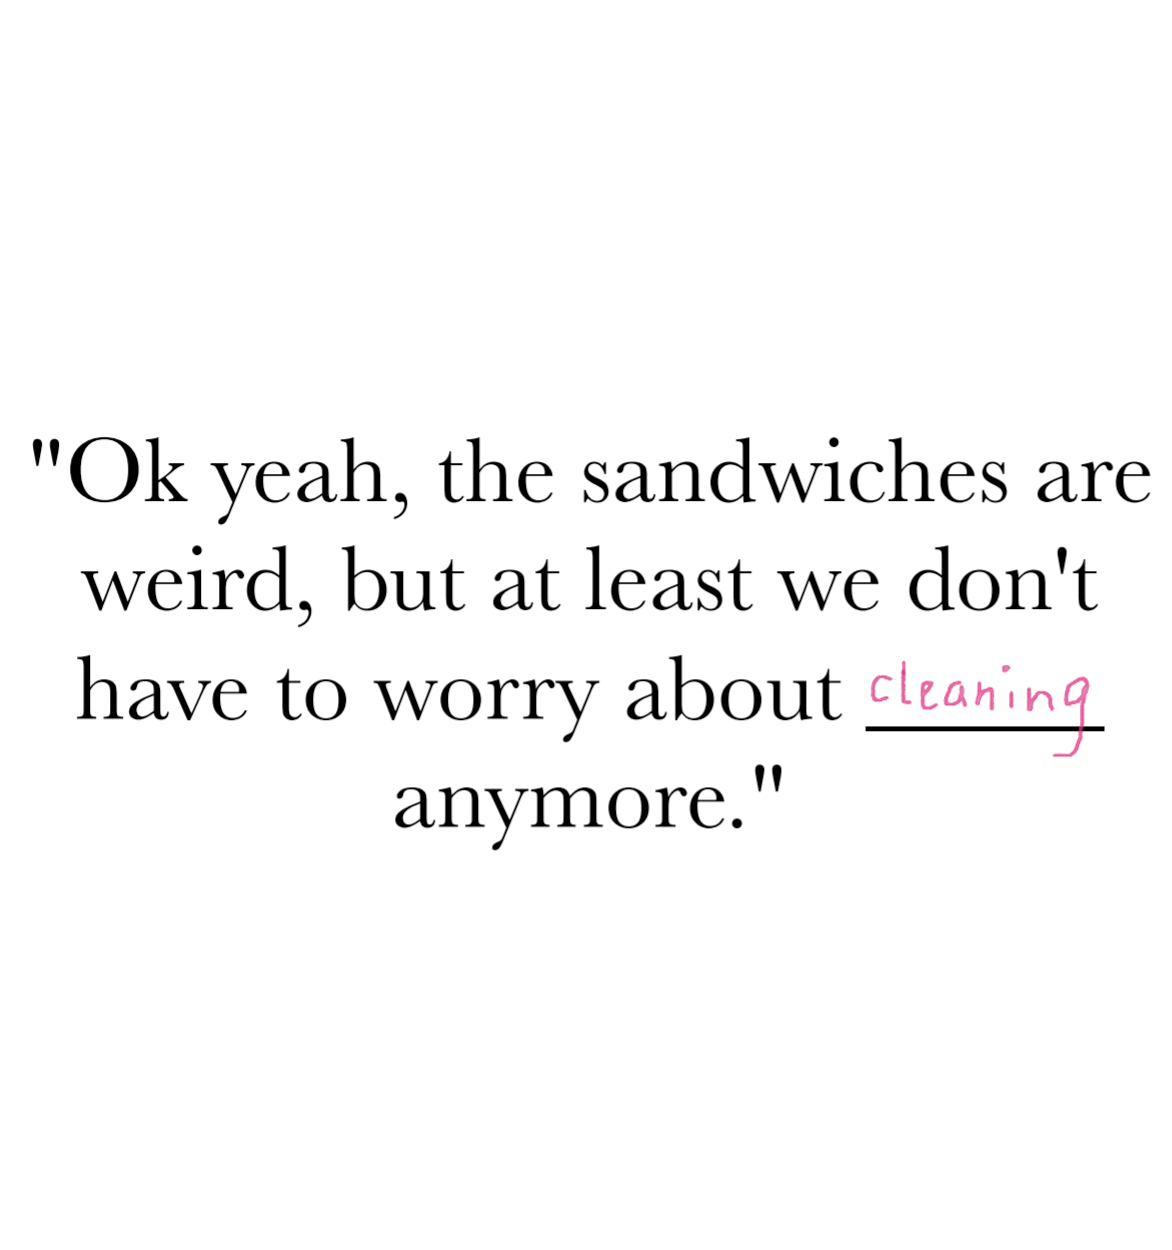 "Ok yeah, the sandwiches are
weird, but at least we don't
have to worry about cleaning
anymore."